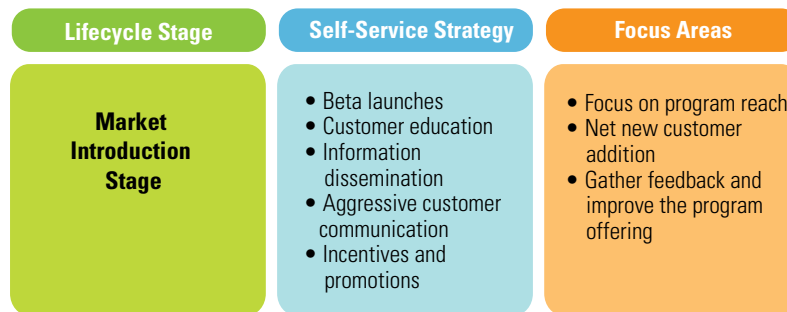 Lifecycle Stage
Self-Service Strategy
Focus Areas
Market
Introduction
Stage
• Beta launches
• Customer education
• Information
dissemination
• Aggressive customer
communication
• Incentives and
promotions
• Focus on program reach
• Net new customer
addition
• Gather feedback and
improve the program
offering